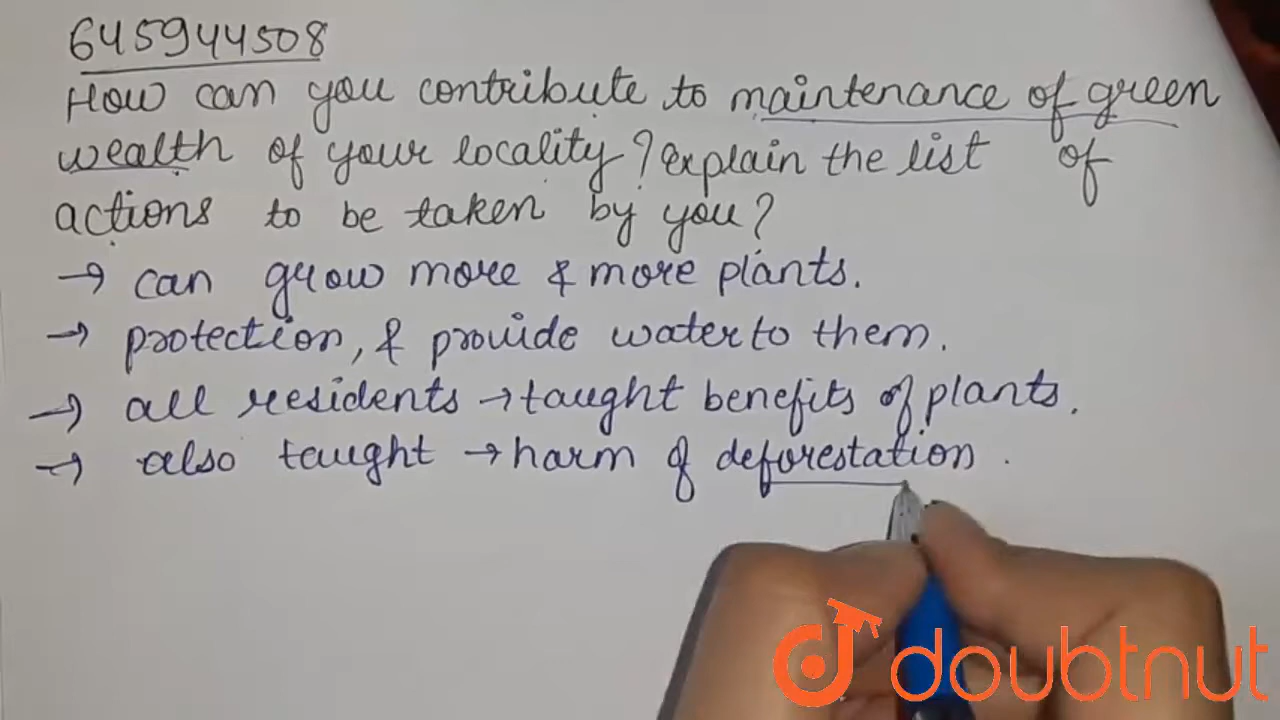 645944508
How can you contribute to maintenance of green
wealth of your locality? Explain the list of
actions to be taken by you?
→ can grow more & more plants.
→ protection, & provide water to them.
→ all residents → taught benefits of plants.
→ also taught → harm of deforestation.
doubtnut